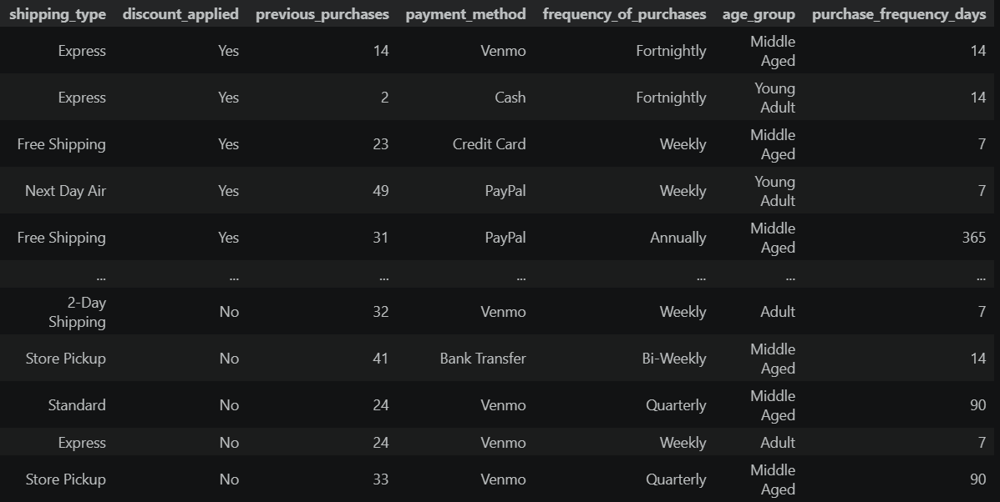 shipping_type discount_applied previous_purchases payment_method frequency_of_purchases age_group purchase_frequency_days
Express Yes 14 Venmo Fortnightly Middle Aged 14
Express Yes 2 Cash Fortnightly Young Adult 14
Free Shipping Yes 23 Credit Card Weekly Middle Aged 7
Next Day Air Yes 49 PayPal Weekly Young Adult 7
Free Shipping Yes 31 PayPal Annually Middle Aged 365
... ... ... ... ... ... ...
2-Day Shipping No 32 Venmo Weekly Adult 7
Store Pickup No 41 Bank Transfer Bi-Weekly Middle Aged 14
Standard No 24 Venmo Quarterly Middle Aged 90
Express No 24 Venmo Weekly Adult 7
Store Pickup No 33 Venmo Quarterly Middle Aged 90